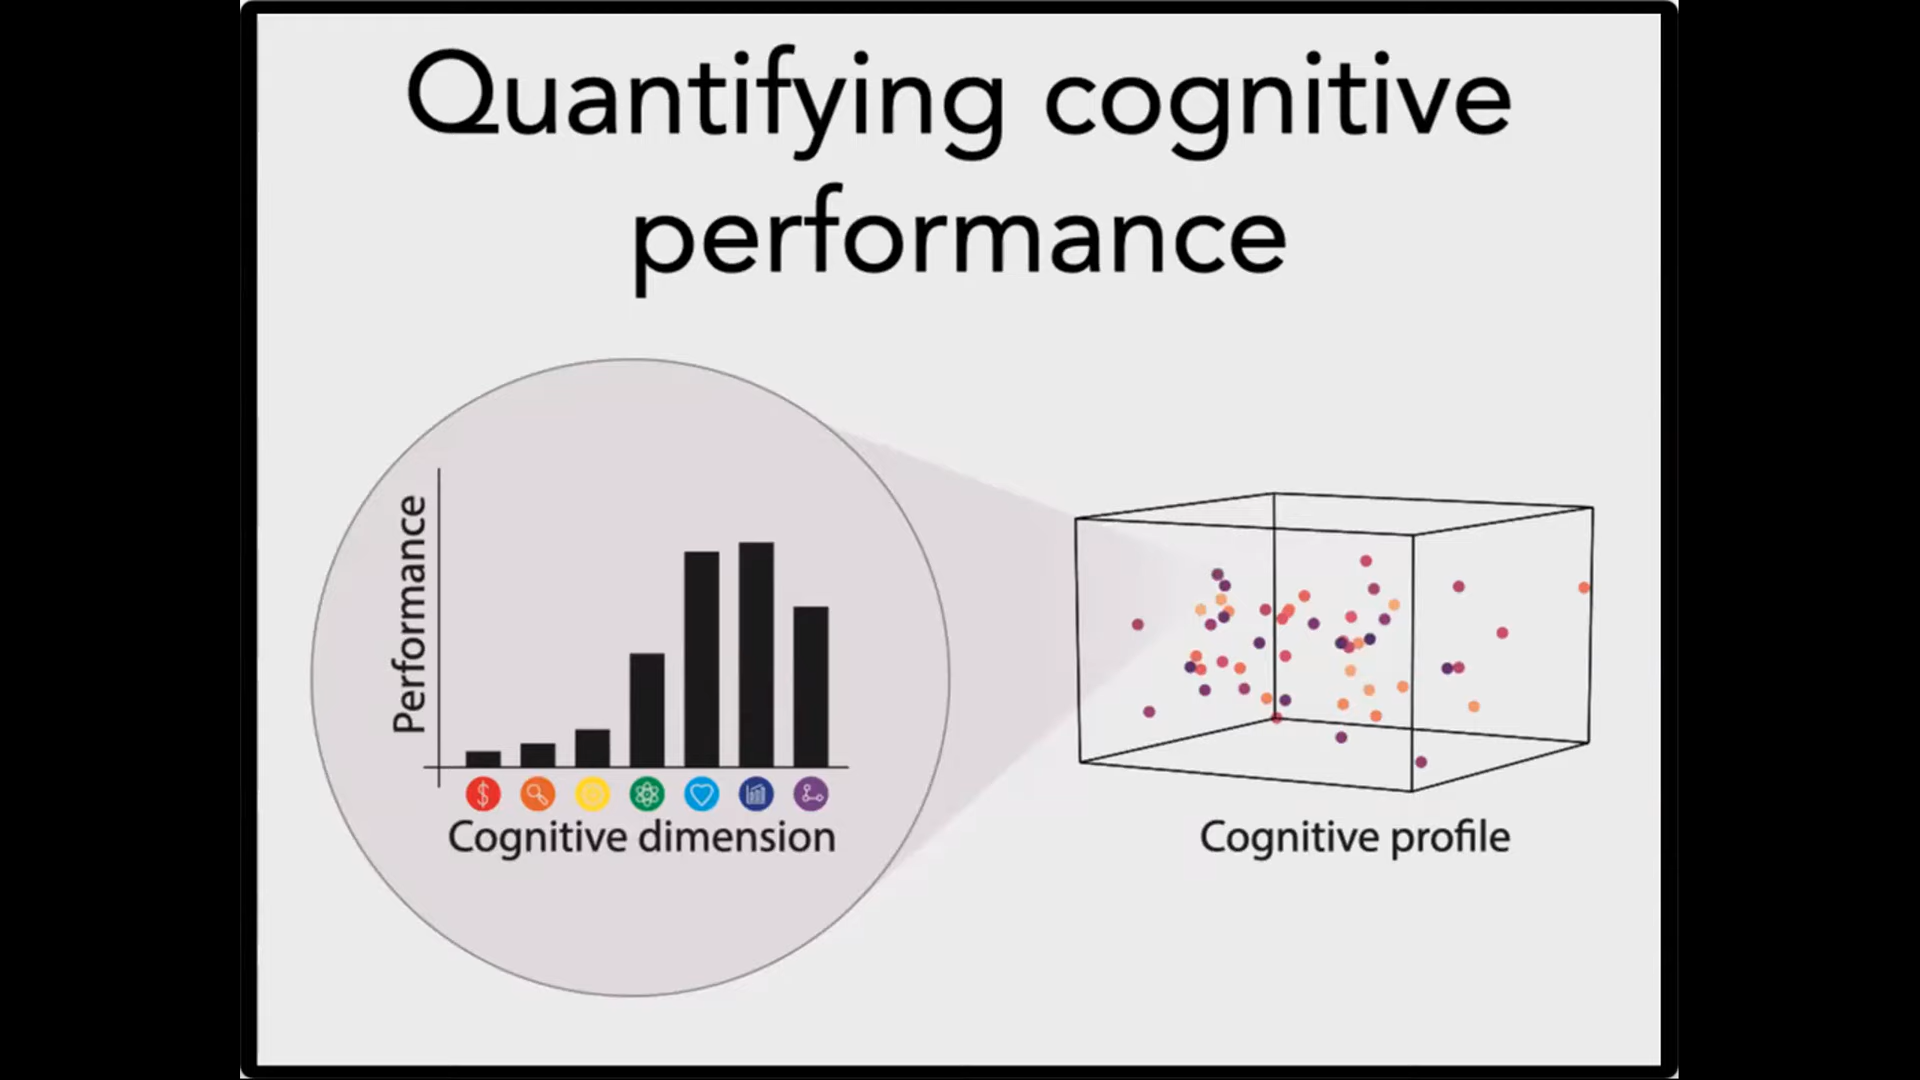 Quantifying cognitive
performance
Performance
$
Cognitive dimension
Cognitive profile